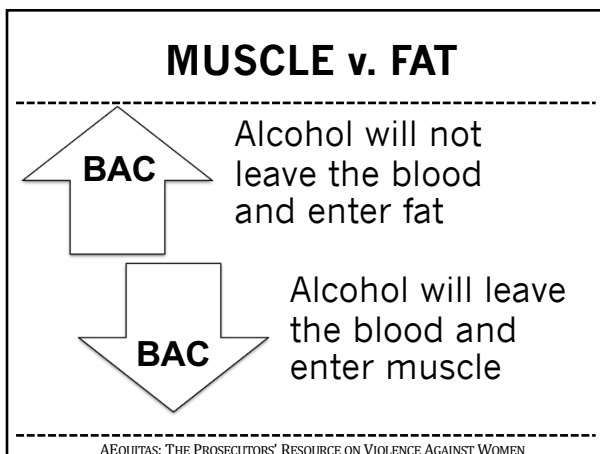 MUSCLE v. FAT
BAC
Alcohol will not
leave the blood
and enter fat
BAC
Alcohol will leave
the blood and
enter muscle
AEQUITAS: THE PROSECUTORS' RESOURCE ON VIOLENCE AGAINST WOMEN